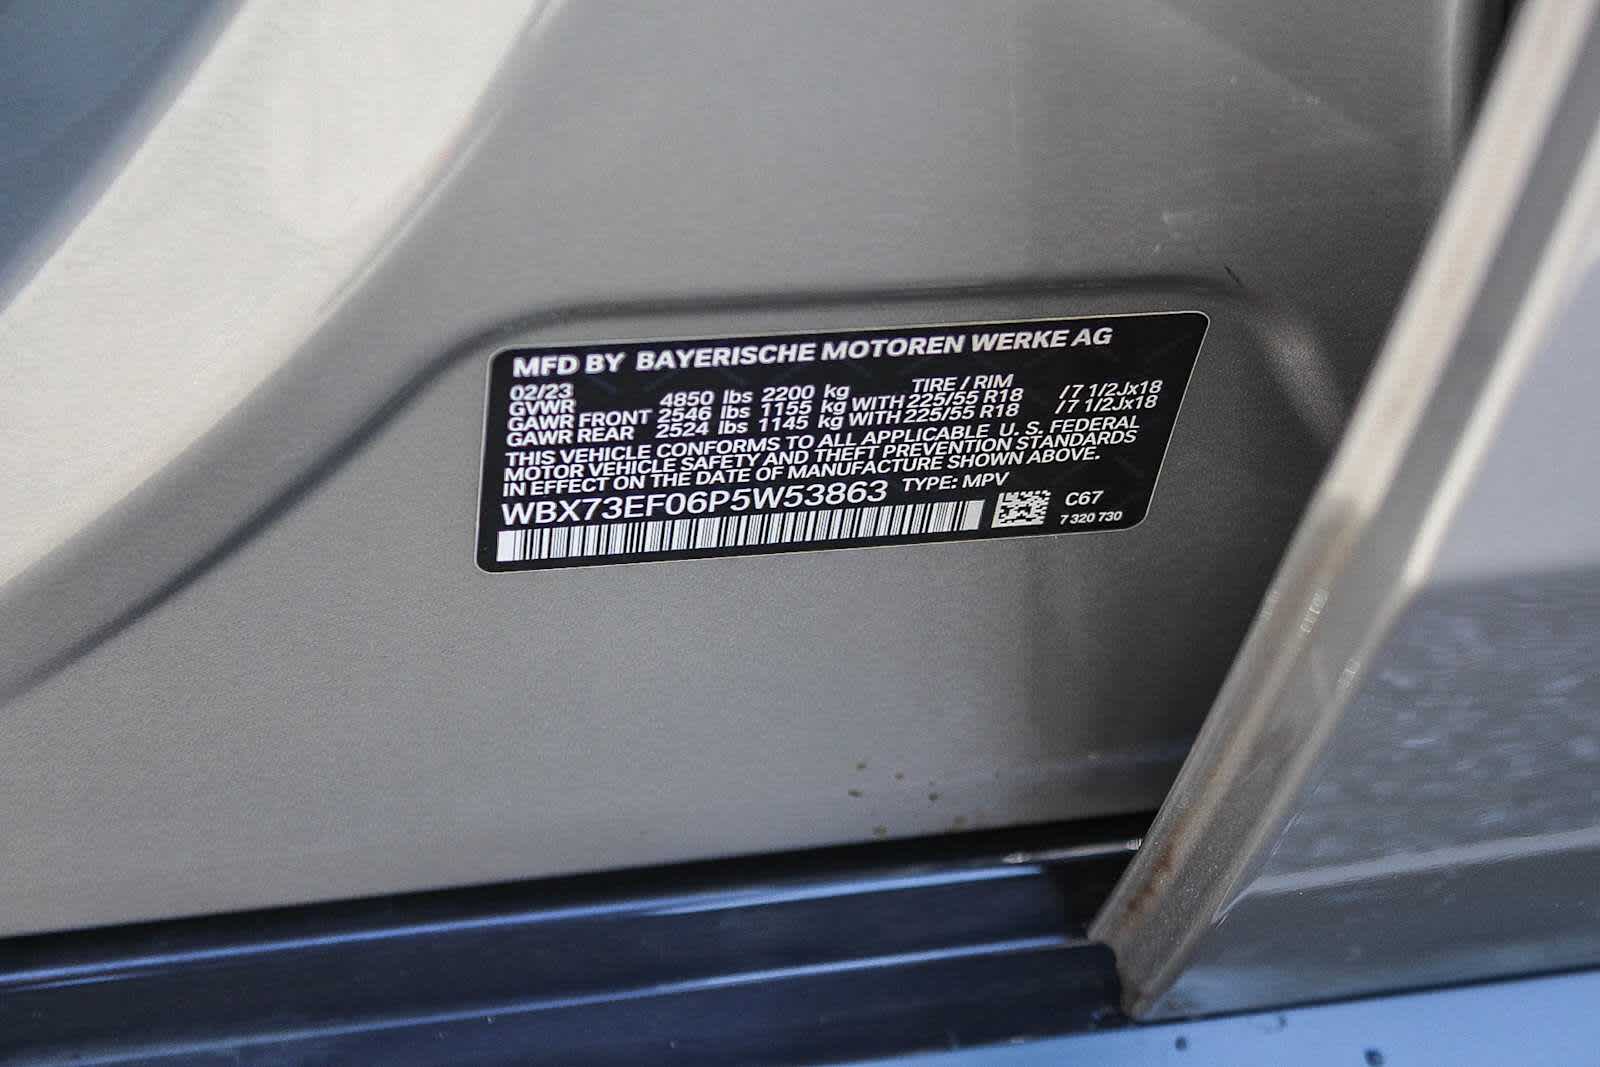 MFD BY BAYERISCHE MOTOREN WERKE AG
02/23 TIRE / RIM
GVWR 4850 lbs 2200 kg
GAWR FRONT 2546 lbs 1155 kg WITH 225/55 R18 /7 1/2Jx18
GAWR REAR 2524 lbs 1145 kg WITH 225/55 R18 /7 1/2Jx18
THIS VEHICLE CONFORMS TO ALL APPLICABLE U. S. FEDERAL
MOTOR VEHICLE SAFETY AND THEFT PREVENTION STANDARDS
IN EFFECT ON THE DATE OF MANUFACTURE SHOWN ABOVE.
WBX73EF06P5W53863 TYPE: MPV
C67
7 320 730